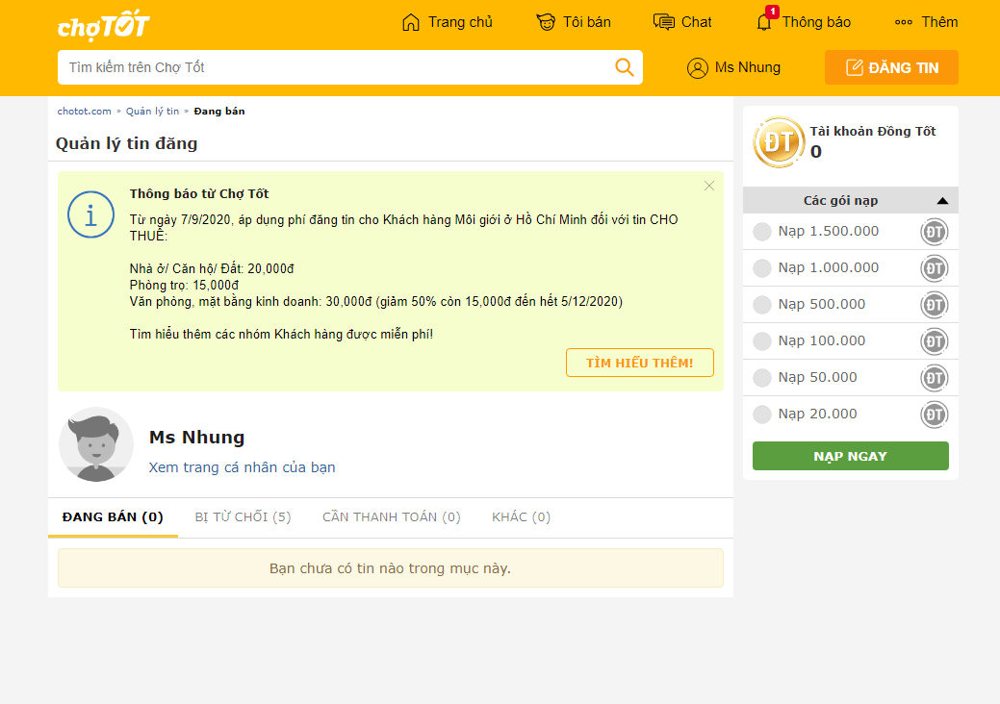 chợTỐT
Trang chủ
Tôi bán
Chat
1
Thông báo
Thêm
Tìm kiếm trên Chợ Tốt
Ms Nhung
ĐĂNG TIN
chotot.com » Quản lý tin » Đang bán
Quản lý tin đăng
Thông báo từ Chợ Tốt
Từ ngày 7/9/2020, áp dụng phí đăng tin cho Khách hàng Môi giới ở Hồ Chí Minh đối với tin CHO
THUÊ:
Nhà ở/ Căn hộ/ Đất: 20,000đ
Phòng trọ: 15,000đ
Văn phòng, mặt bằng kinh doanh: 30,000đ (giảm 50% còn 15,000đ đến hết 5/12/2020)
Tìm hiểu thêm các nhóm Khách hàng được miễn phí!
TÌM HIỂU THÊM!
Ms Nhung
Xem trang cá nhân của bạn
ĐANG BÁN (0)
BỊ TỪ CHỐI (5)
CẦN THANH TOÁN (0)
KHÁC (0)
Bạn chưa có tin nào trong mục này.
ĐT
Tài khoản Đồng Tốt
0
Các gói nạp
Nạp 1.500.000 ĐT
Nạp 1.000.000 ĐT
Nạp 500.000 ĐT
Nạp 100.000 ĐT
Nạp 50.000 ĐT
Nạp 20.000 ĐT
NẠP NGAY